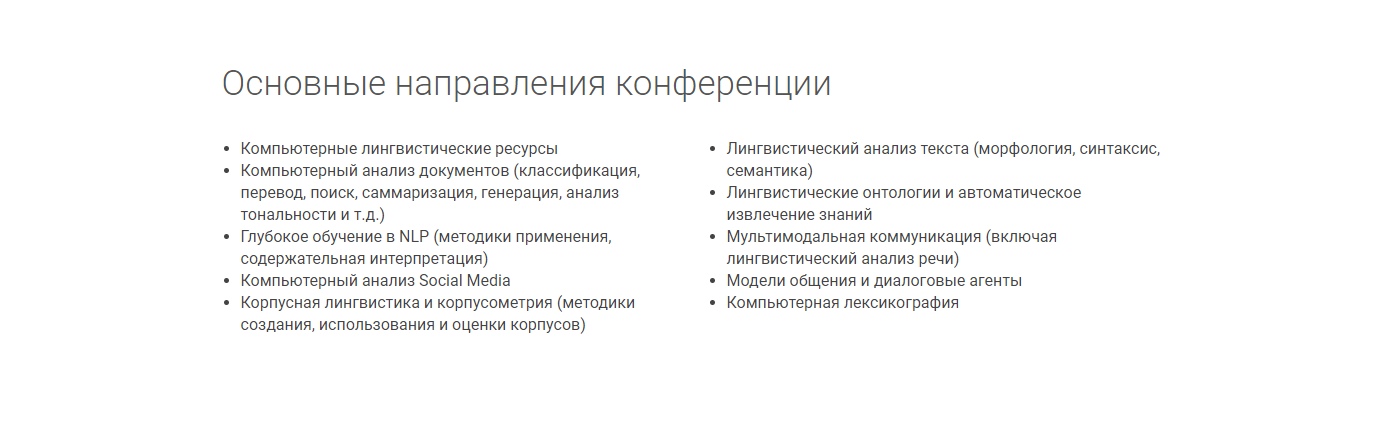 Основные направления конференции
• Компьютерные лингвистические ресурсы
• Компьютерный анализ документов (классификация,
перевод, поиск, саммаризация, генерация, анализ
тональности и т.д.)
• Глубокое обучение в NLP (методики применения,
содержательная интерпретация)
• Компьютерный анализ Social Media
• Корпусная лингвистика и корпусометрия (методики
создания, использования и оценки корпусов)
• Лингвистический анализ текста (морфология, синтаксис,
семантика)
• Лингвистические онтологии и автоматическое
извлечение знаний
• Мультимодальная коммуникация (включая
лингвистический анализ речи)
• Модели общения и диалоговые агенты
• Компьютерная лексикография